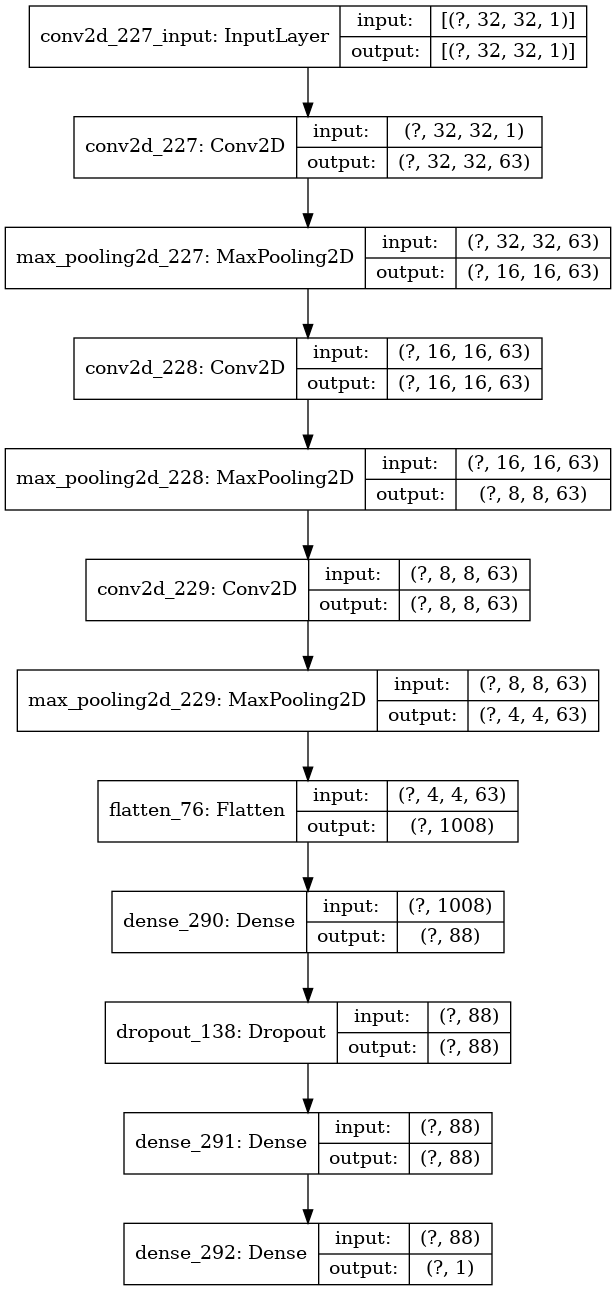 conv2d_227_input: InputLayer
input: [(?, 32, 32, 1)]
output: [(?, 32, 32, 1)]
conv2d_227: Conv2D
input: (?, 32, 32, 1)
output: (?, 32, 32, 63)
max_pooling2d_227: MaxPooling2D
input: (?, 32, 32, 63)
output: (?, 16, 16, 63)
conv2d_228: Conv2D
input: (?, 16, 16, 63)
output: (?, 16, 16, 63)
max_pooling2d_228: MaxPooling2D
input: (?, 16, 16, 63)
output: (?, 8, 8, 63)
conv2d_229: Conv2D
input: (?, 8, 8, 63)
output: (?, 8, 8, 63)
max_pooling2d_229: MaxPooling2D
input: (?, 8, 8, 63)
output: (?, 4, 4, 63)
flatten_76: Flatten
input: (?, 4, 4, 63)
output: (?, 1008)
dense_290: Dense
input: (?, 1008)
output: (?, 88)
dropout_138: Dropout
input: (?, 88)
output: (?, 88)
dense_291: Dense
input: (?, 88)
output: (?, 88)
dense_292: Dense
input: (?, 88)
output: (?, 1)